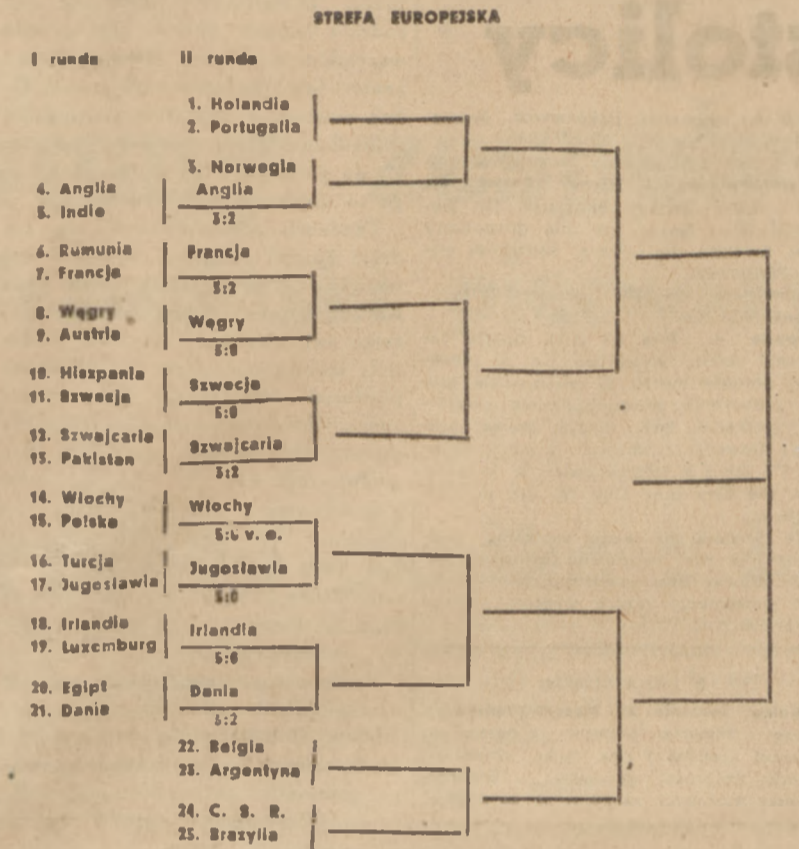 STREFA EUROPEJSKA
I runda II runda
1. Holandia
2. Portugalia
3. Norwegia
4. Anglia
5. Indie
Anglia
3:2
6. Rumunia
7. Francja
Francja
3:2
8. Węgry
9. Austria
Węgry
5:0
10. Hiszpania
11. Szwecja
Szwecja
5:0
12. Szwajcaria
13. Pakistan
Szwajcaria
3:2
14. Włochy
15. Polska
Włochy
v. o.
16. Turcja
17. Jugosławia
Jugosławia
5:0
18. Irlandia
19. Luxemburg
Irlandia
5:0
20. Egipt
21. Dania
Dania
3:2
22. Belgia
23. Argentyna
24. C. S. R.
25. Brazylia